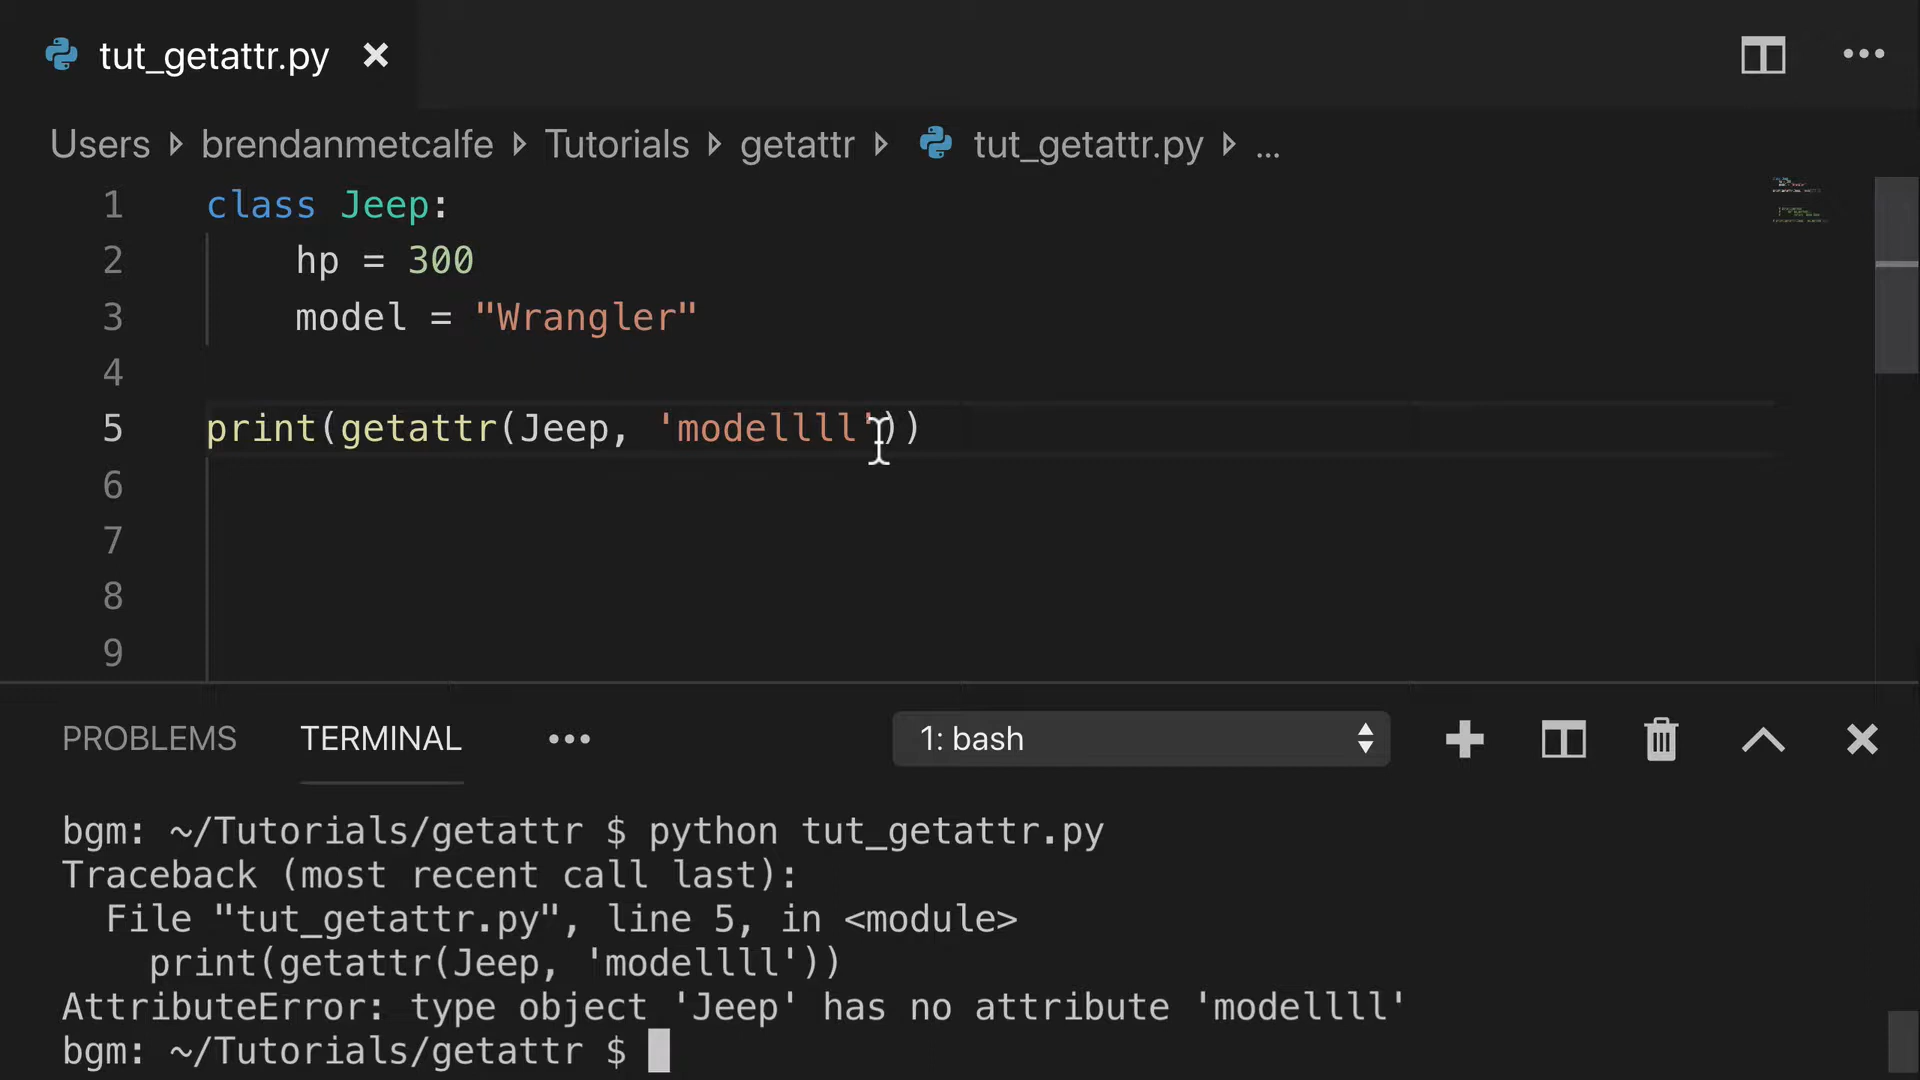 tut_getattr.py
Users brendanmetcalfe Tutorials getattr tut_getattr.py ...
1 class Jeep:
2 hp = 300
3 model = "Wrangler"
4
5 print(getattr(Jeep, 'modellll'))
6
7
8
9
PROBLEMS TERMINAL 1: bash
bgm: ~/Tutorials/getattr $ python tut_getattr.py
Traceback (most recent call last):
File "tut_getattr.py", line 5, in <module>
print(getattr(Jeep, 'modellll'))
AttributeError: type object 'Jeep' has no attribute 'modellll'
bgm: ~/Tutorials/getattr $